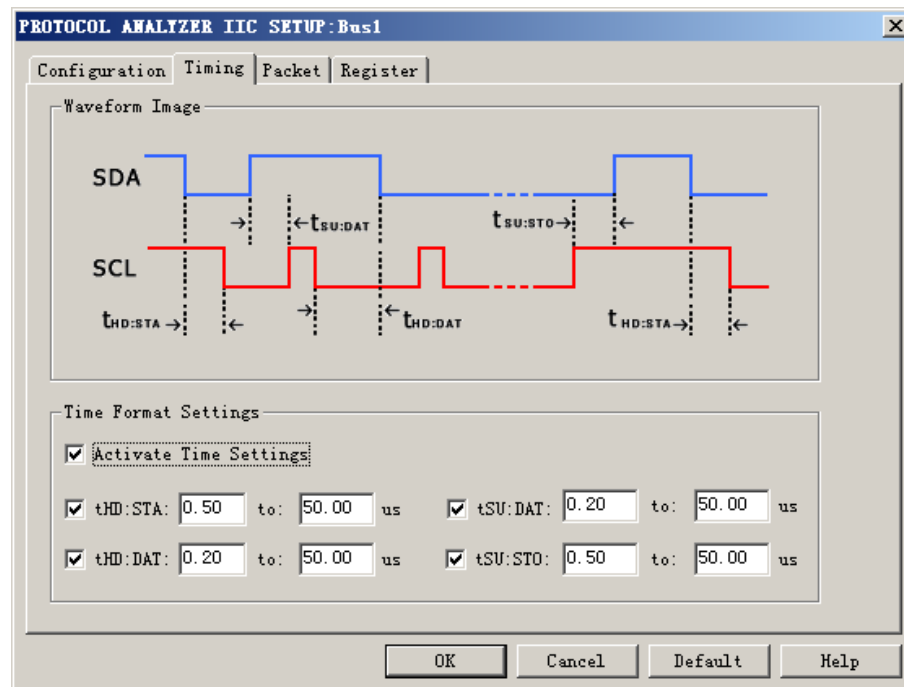 PROTOCOL ANALYZER IIC SETUP:Bus1
Configuration Timing Packet Register
Waveform Image
SDA
tSU:DAT
tSU:STO
SCL
tHD:STA
tHD:DAT
tHD:STA
Time Format Settings
Activate Time Settings
tHD:STA: 0.50 to: 50.00 us tSU:DAT: 0.20 to: 50.00 us
tHD:DAT: 0.20 to: 50.00 us tSU:STO: 0.50 to: 50.00 us
OK Cancel Default Help